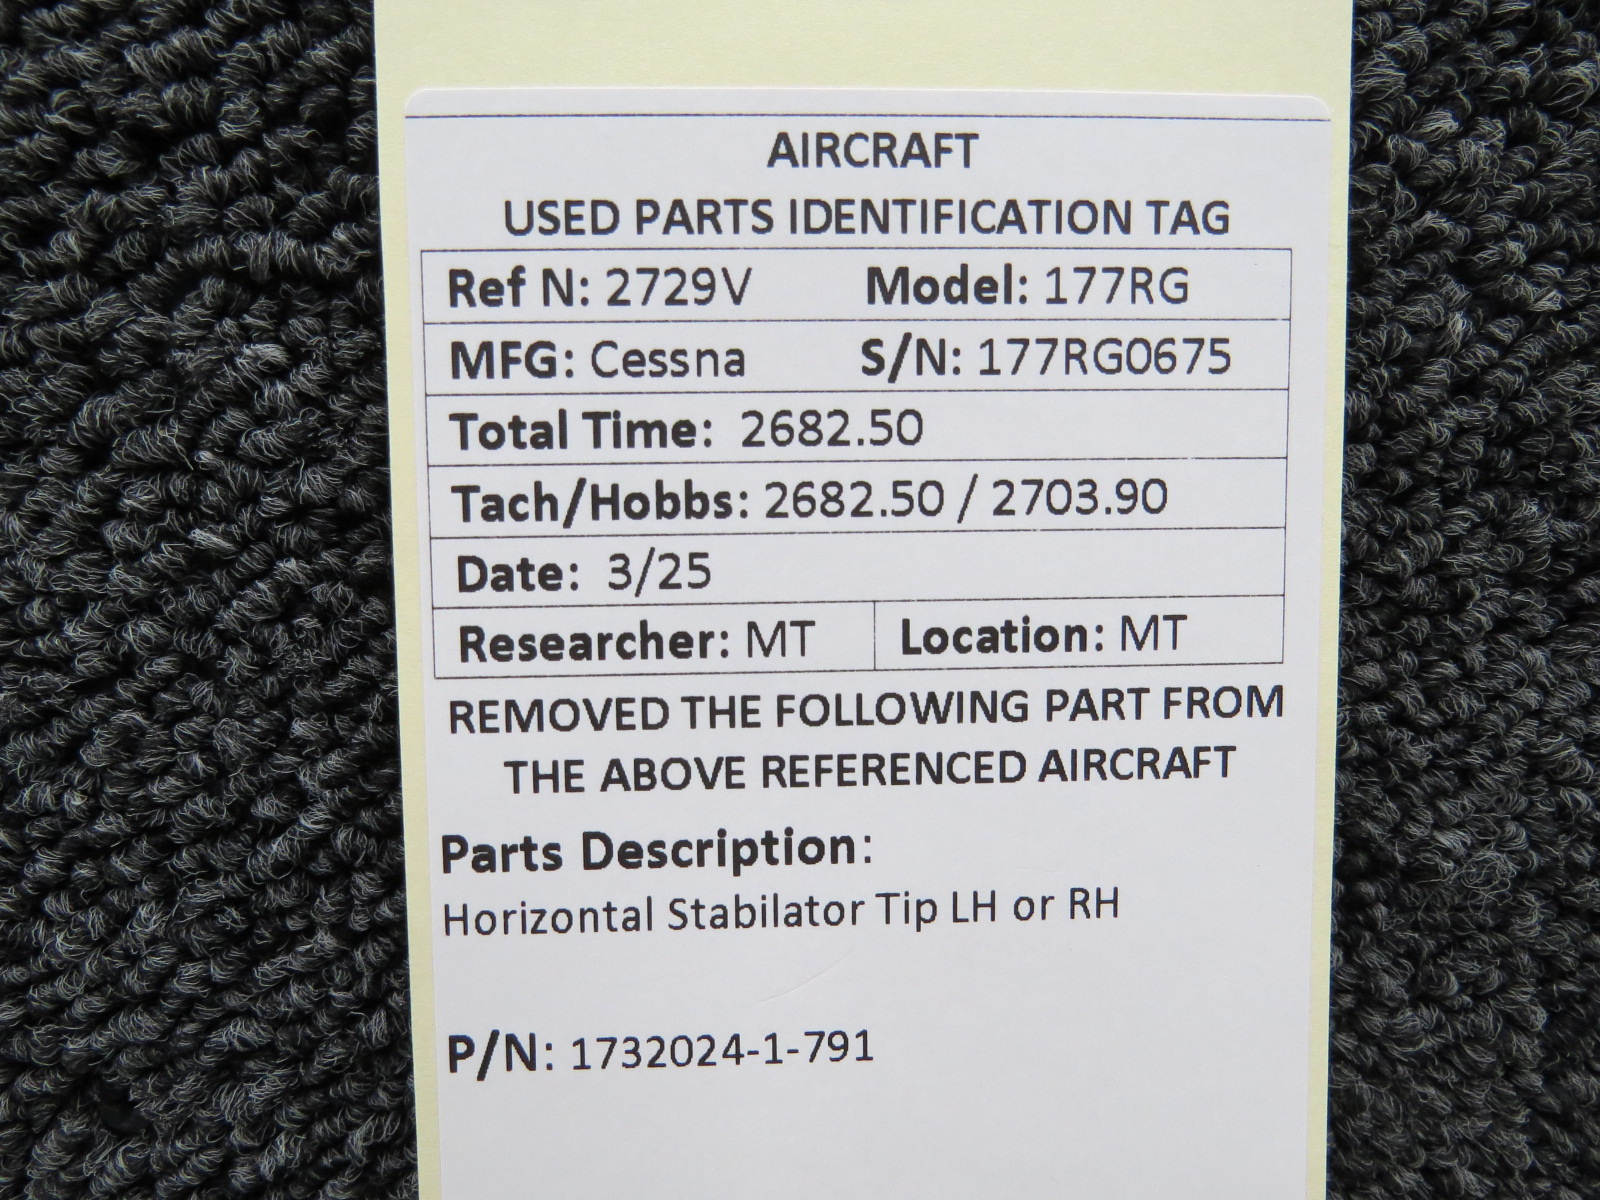 AIRCRAFT
USED PARTS IDENTIFICATION TAG
Ref N: 2729V Model: 177RG
MFG: Cessna S/N: 177RG0675
Total Time: 2682.50
Tach/Hobbs: 2682.50 / 2703.90
Date: 3/25
Researcher: MT Location: MT
REMOVED THE FOLLOWING PART FROM
THE ABOVE REFERENCED AIRCRAFT
Parts Description:
Horizontal Stabilator Tip LH or RH
P/N: 1732024-1-791